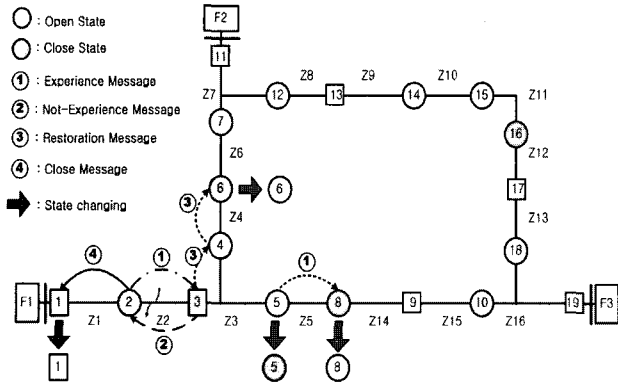 : Open State
: Close State
1 : Experience Message
2 : Not-Experience Message
3 : Restoration Message
4 : Close Message
: State changing
F2
11
Z7
12
Z8
13
Z9
14
Z10
15
Z11
7
16
Z6
Z12
3
6
6
17
Z4
Z13
4
1
3
4
18
1
F1
1
2
3
5
8
9
10
19
F3
Z1
Z2
Z3
Z5
Z14
Z15
Z16
2
1
5
8